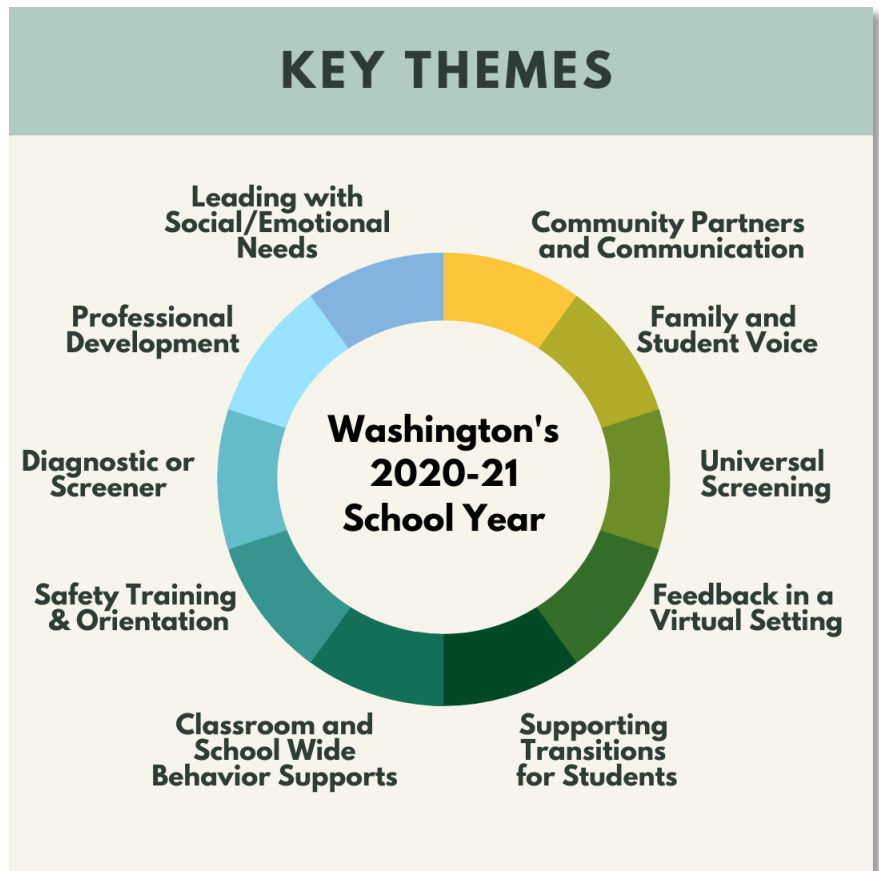 KEY THEMES
Leading with
Social/Emotional
Needs
Community Partners
and Communication
Professional
Development
Family and
Student Voice
Washington's
2020-21
School Year
Diagnostic or
Screener
Universal
Screening
Safety Training
& Orientation
Feedback in a
Virtual Setting
Classroom and
School Wide
Behavior Supports
Supporting
Transitions
for Students